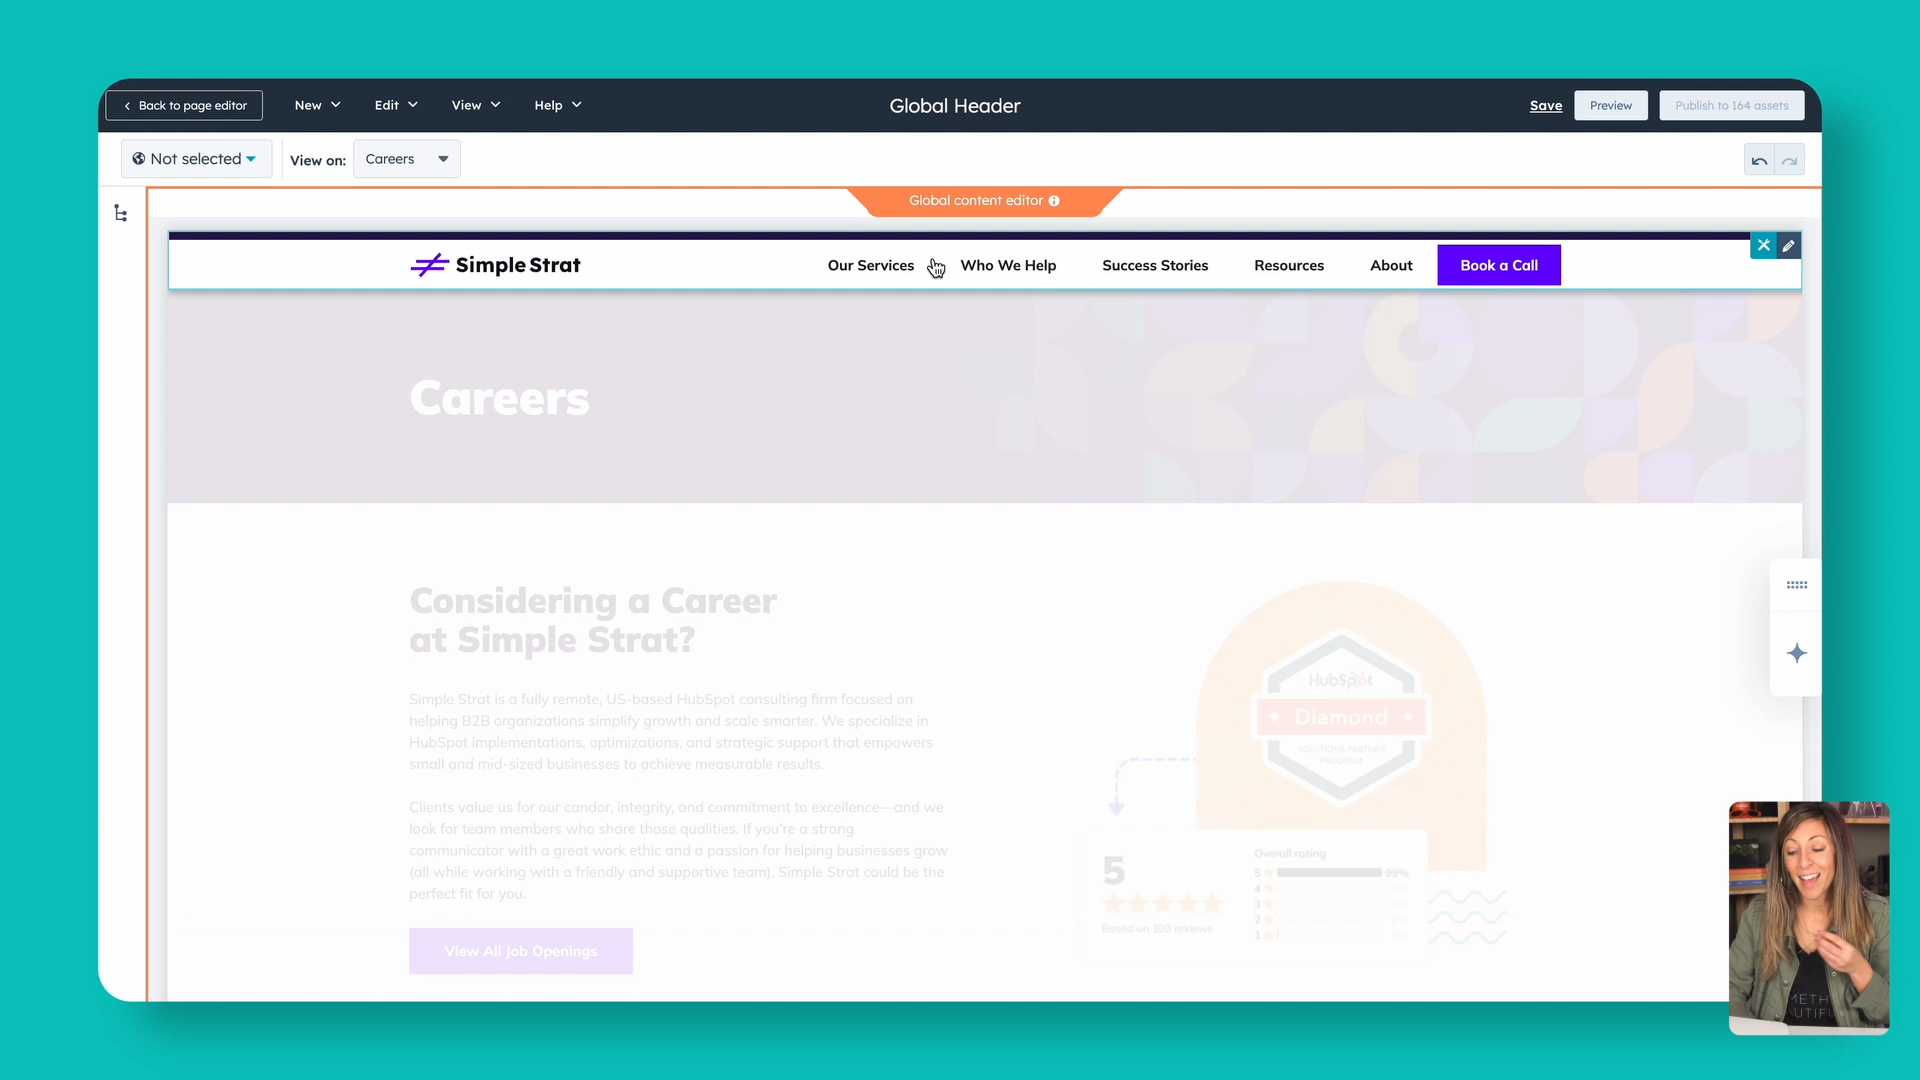 Back to page editor
New
Edit
View
Help
Global Header
Save
Preview
Publish to 164 assets
Not selected
View on:
Careers
Global content editor
Simple Strat
Our Services
Who We Help
Success Stories
Resources
About
Book a Call
Careers
Considering a Career
at Simple Strat?
Simple Strat is a fully remote, US-based HubSpot consulting firm focused on
helping B2B organizations simplify growth and scale smarter. We specialize in
HubSpot implementations, optimizations, and strategic support that empowers
small and mid-sized businesses to achieve measurable results.
Clients value us for our candor, integrity, and commitment to excellence—and we
look for team members who share those qualities. If you're a strong
communicator with a great work ethic and a passion for helping businesses grow
(all while working with a friendly and supportive team), Simple Strat could be the
perfect fit for you.
View All Job Openings
HubSpot
Diamond
SOLUTIONS PARTNER
PROGRAM
5
Based on 103 reviews
Overall rating
5 99%
4
3
2
1
METH
UTIF